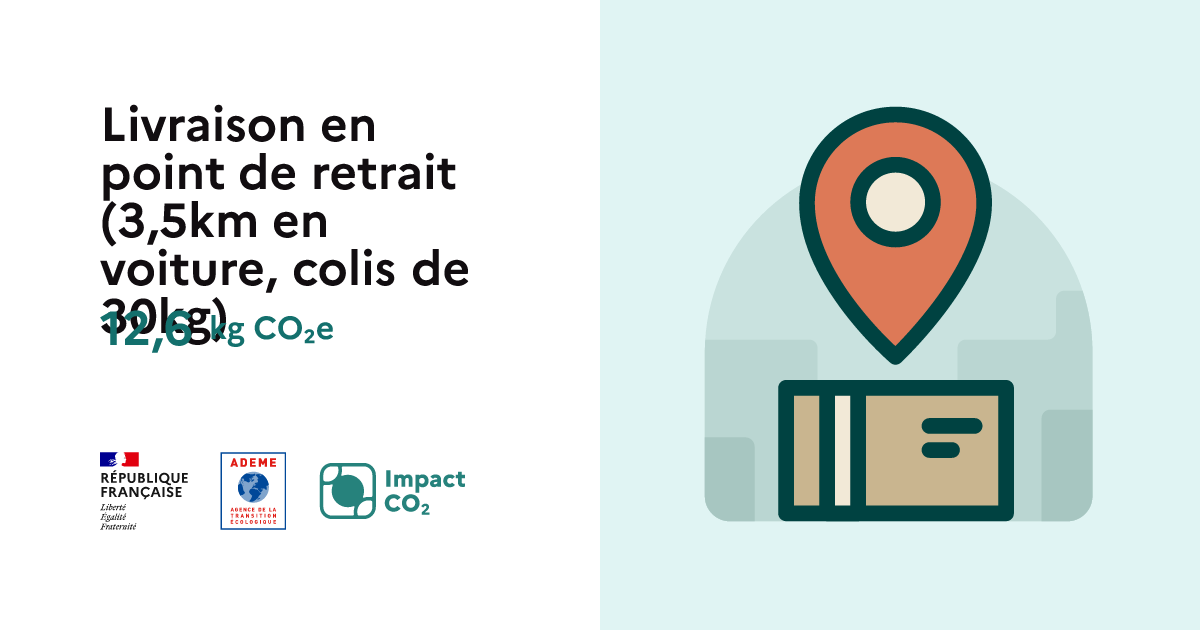 Livraison en
point de retrait
(3,5km en
voiture, colis de
30kg)
12,6 kg CO₂e
RÉPUBLIQUE
FRANÇAISE
Liberté
Égalité
Fraternité
ADEME
AGENCE DE LA
TRANSITION
ÉCOLOGIQUE
Impact
CO₂